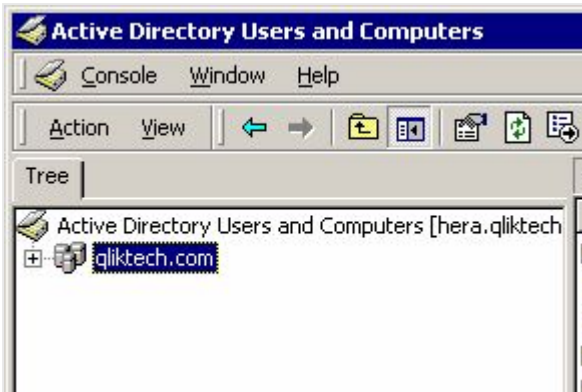 Active Directory Users and Computers
Console Window Help
Action View
Tree
Active Directory Users and Computers [hera.qliktech
qliktech.com